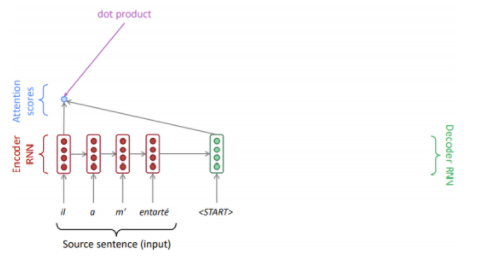 dot product
Attention
scores
Encoder
RNN
Decoder RNN
il a m' entarté <START>
Source sentence (input)